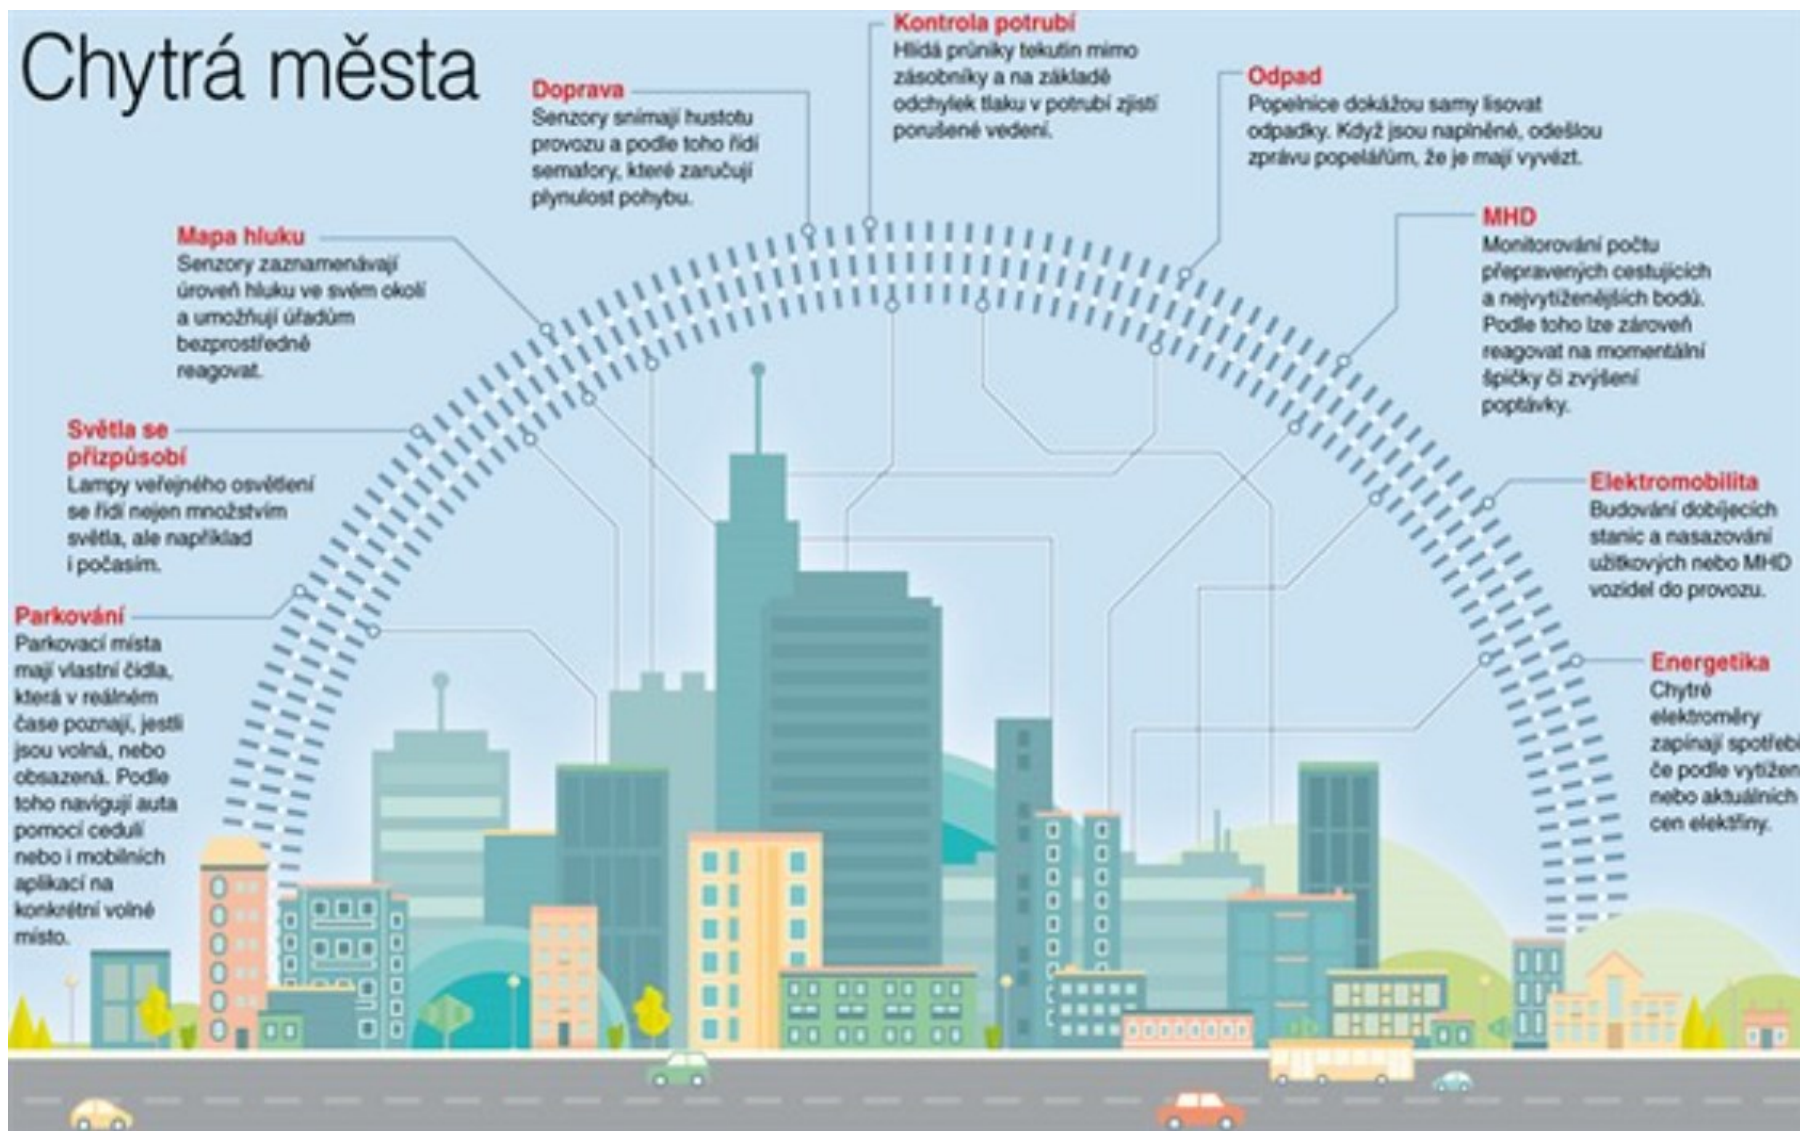 Chytrá města
Parkování
Parkovací místa
mají vlastní čidla,
která v reálném
čase poznají, jestli
jsou volná, nebo
obsazená. Podle
toho navigují auta
pomocí cedulí
nebo i mobilních
aplikací na
konkrétní volné
místo.
Světla se
přizpůsobí
Lampy veřejného osvětlení
se řídí nejen množstvím
světla, ale například
i počasím.
Mapa hluku
Senzory zaznamenávají
úroveň hluku ve svém okolí
a umožňují úřadům
bezprostředně
reagovat.
Doprava
Senzory snímají hustotu
provozu a podle toho řídí
semafory, které zaručují
plynulost pohybu.
Kontrola potrubí
Hlídá průniky tekutin mimo
zásobníky a na základě
odchylek tlaku v potrubí zjistí
porušené vedení.
Odpad
Popelnice dokážou samy lisovat
odpadky. Když jsou naplněné, odešlou
zprávu popelářům, že je mají vyvézt.
MHD
Monitorování počtu
přepravených cestujících
a nejvytíženějších bodů.
Podle toho lze zároveň
reagovat na momentální
špičky či zvýšení
poptávky.
Elektromobilita
Budování dobíjecích
stanic a nasazování
užitkových nebo MHD
vozidel do provozu.
Energetika
Chytré
elektroměry
zapínají spotřebi
če podle vytížen
nebo aktuálních
cen elektřiny.